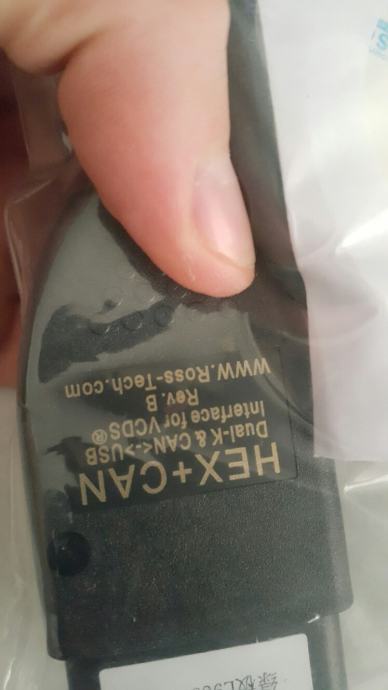 HEX+CAN
Dual-K & CAN<->USB
Interface for VCDS®
Rev. B
WWW.Ross-Tech.com